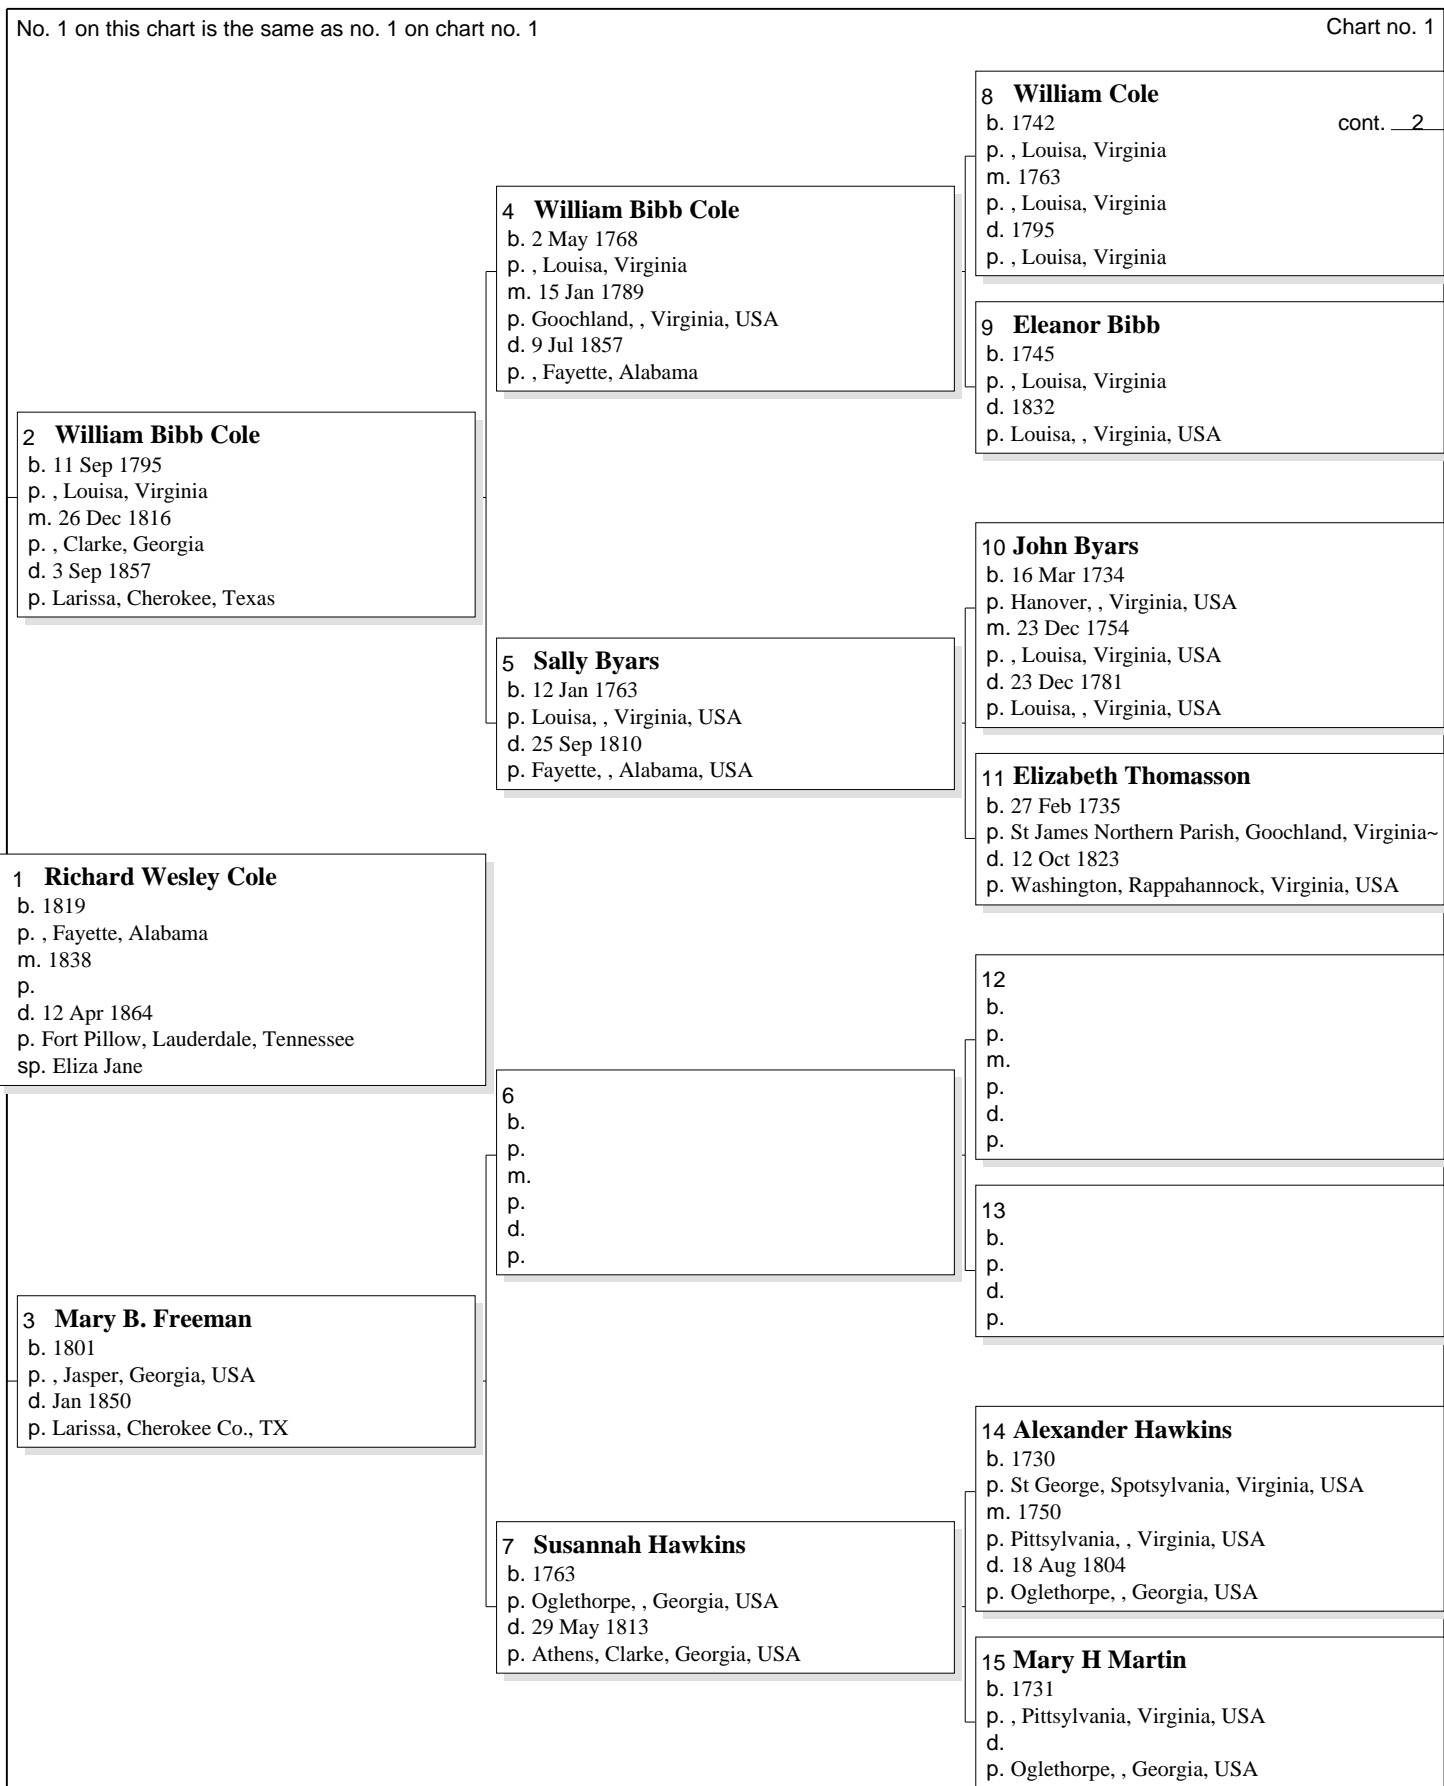 No. 1 on this chart is the same as no. 1 on chart no. 1
Chart no. 1
8 William Cole
b. 1742
cont. 2
p. , Louisa, Virginia
m. 1763
p. , Louisa, Virginia
d. 1795
p. , Louisa, Virginia
4 William Bibb Cole
b. 2 May 1768
p. , Louisa, Virginia
m. 15 Jan 1789
p. Goochland, , Virginia, USA
d. 9 Jul 1857
p. , Fayette, Alabama
9 Eleanor Bibb
b. 1745
p. , Louisa, Virginia
d. 1832
p. Louisa, , Virginia, USA
2 William Bibb Cole
b. 11 Sep 1795
p. , Louisa, Virginia
m. 26 Dec 1816
p. , Clarke, Georgia
d. 3 Sep 1857
p. Larissa, Cherokee, Texas
10 John Byars
b. 16 Mar 1734
p. Hanover, , Virginia, USA
m. 23 Dec 1754
p. , Louisa, Virginia, USA
d. 23 Dec 1781
p. Louisa, , Virginia, USA
5 Sally Byars
b. 12 Jan 1763
p. Louisa, , Virginia, USA
d. 25 Sep 1810
p. Fayette, , Alabama, USA
11 Elizabeth Thomasson
b. 27 Feb 1735
p. St James Northern Parish, Goochland, Virginia~
d. 12 Oct 1823
p. Washington, Rappahannock, Virginia, USA
1 Richard Wesley Cole
b. 1819
p. , Fayette, Alabama
m. 1838
p.
d. 12 Apr 1864
p. Fort Pillow, Lauderdale, Tennessee
sp. Eliza Jane
12
b.
p.
m.
p.
d.
p.
6
b.
p.
m.
p.
d.
p.
13
b.
p.
d.
p.
3 Mary B. Freeman
b. 1801
p. , Jasper, Georgia, USA
d. Jan 1850
p. Larissa, Cherokee Co., TX
14 Alexander Hawkins
b. 1730
p. St George, Spotsylvania, Virginia, USA
m. 1750
p. Pittsylvania, , Virginia, USA
d. 18 Aug 1804
p. Oglethorpe, , Georgia, USA
7 Susannah Hawkins
b. 1763
p. Oglethorpe, , Georgia, USA
d. 29 May 1813
p. Athens, Clarke, Georgia, USA
15 Mary H Martin
b. 1731
p. , Pittsylvania, Virginia, USA
d.
p. Oglethorpe, , Georgia, USA